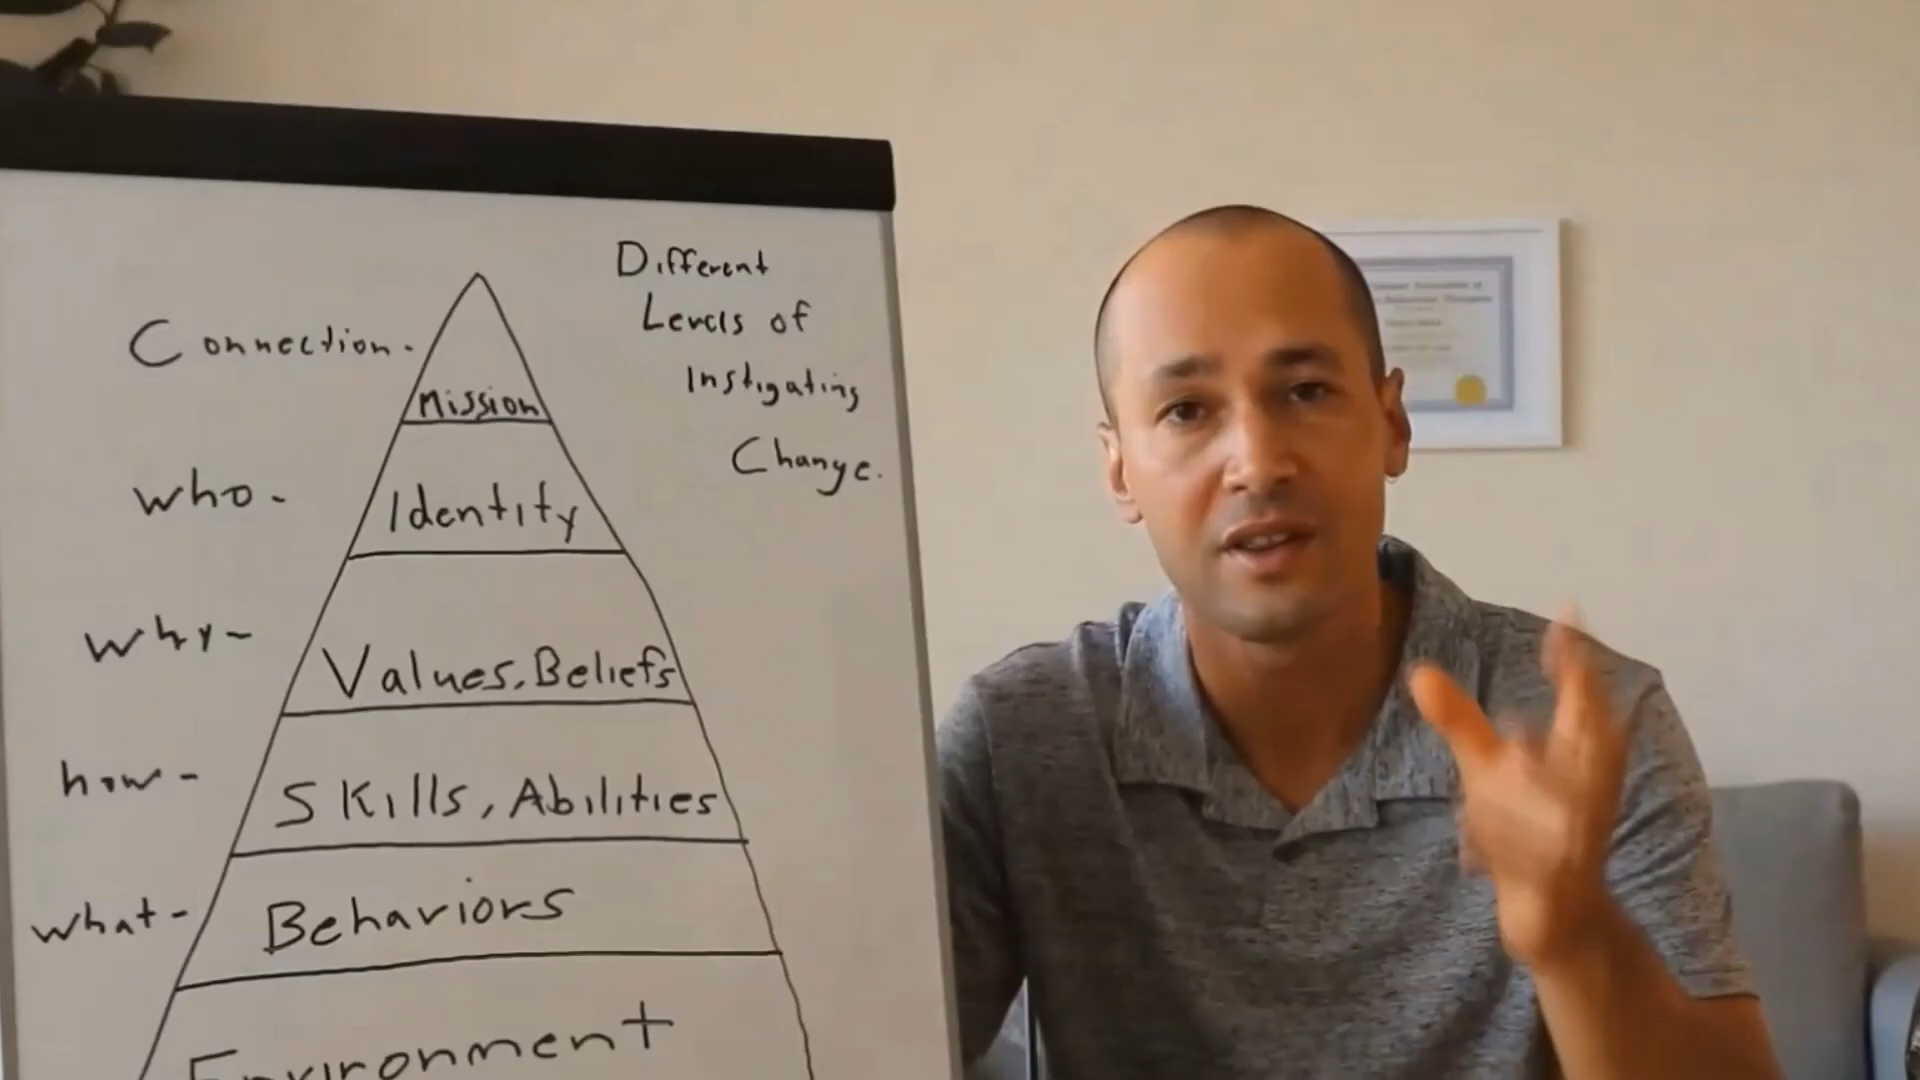 Different
Levels of
Instigating
Change.
Connection-
Mission
who-
Identity
why-
Values, Beliefs
how-
Skills, Abilities
what-
Behaviors
Environment